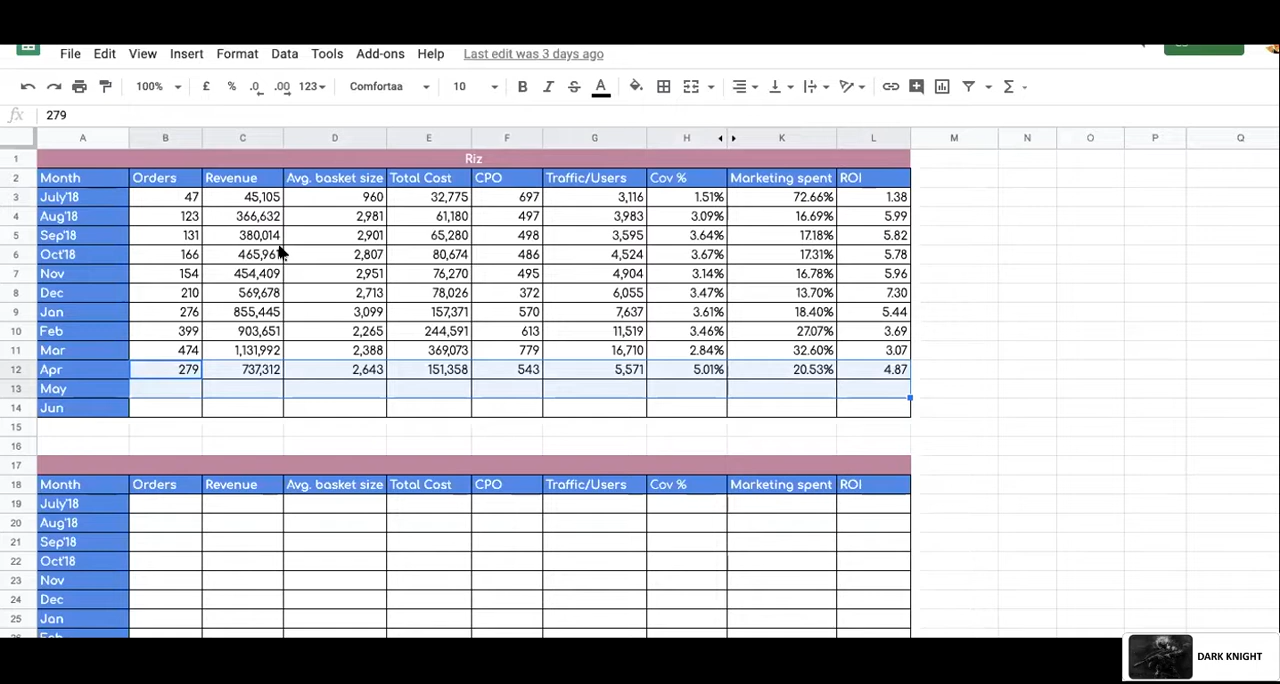 File Edit View Insert Format Data Tools Add-ons Help Last edit was 3 days ago
100% £ % .0 .00 123 Comfortaa 10 B I S A
fx 279
A B C D E F G H K L M N O P Q
1 Riz
2 Month Orders Revenue Avg. basket size Total Cost CPO Traffic/Users Cov % Marketing spent ROI
3 July'18 47 45,105 960 32,775 697 3,116 1.51% 72.66% 1.38
4 Aug'18 123 366,632 2,981 61,180 497 3,983 3.09% 16.69% 5.99
5 Sep'18 131 380,014 2,901 65,280 498 3,595 3.64% 17.18% 5.82
6 Oct'18 166 465,961 2,807 80,674 486 4,524 3.67% 17.31% 5.78
7 Nov 154 454,409 2,951 76,270 495 4,904 3.14% 16.78% 5.96
8 Dec 210 569,678 2,713 78,026 372 6,055 3.47% 13.70% 7.30
9 Jan 276 855,445 3,099 157,371 570 7,637 3.61% 18.40% 5.44
10 Feb 399 903,651 2,265 244,591 613 11,519 3.46% 27.07% 3.69
11 Mar 474 1,131,992 2,388 369,073 779 16,710 2.84% 32.60% 3.07
12 Apr 279 737,312 2,643 151,358 543 5,571 5.01% 20.53% 4.87
13 May
14 Jun
15
16
17
18 Month Orders Revenue Avg. basket size Total Cost CPO Traffic/Users Cov % Marketing spent ROI
19 July'18
20 Aug'18
21 Sep'18
22 Oct'18
23 Nov
24 Dec
25 Jan
26 Feb
DARK KNIGHT